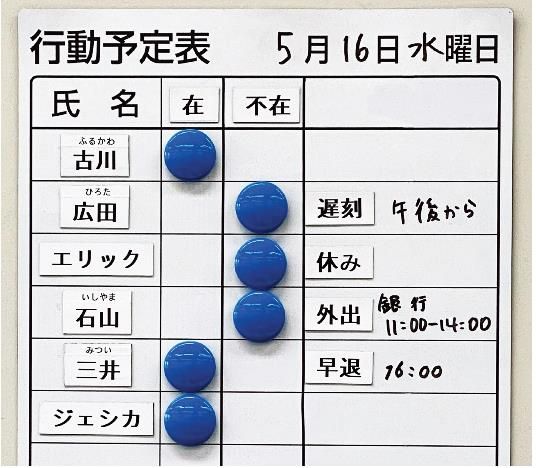 行動予定表 5月16日水曜日
氏名 在 不在
ふるかわ
古川
ひろた
広田 遅刻 午後から
エリック 休み
いしやま
石山 外出 銀行
11:00-14:00
みつい
三井 早退 16:00
ジェシカ